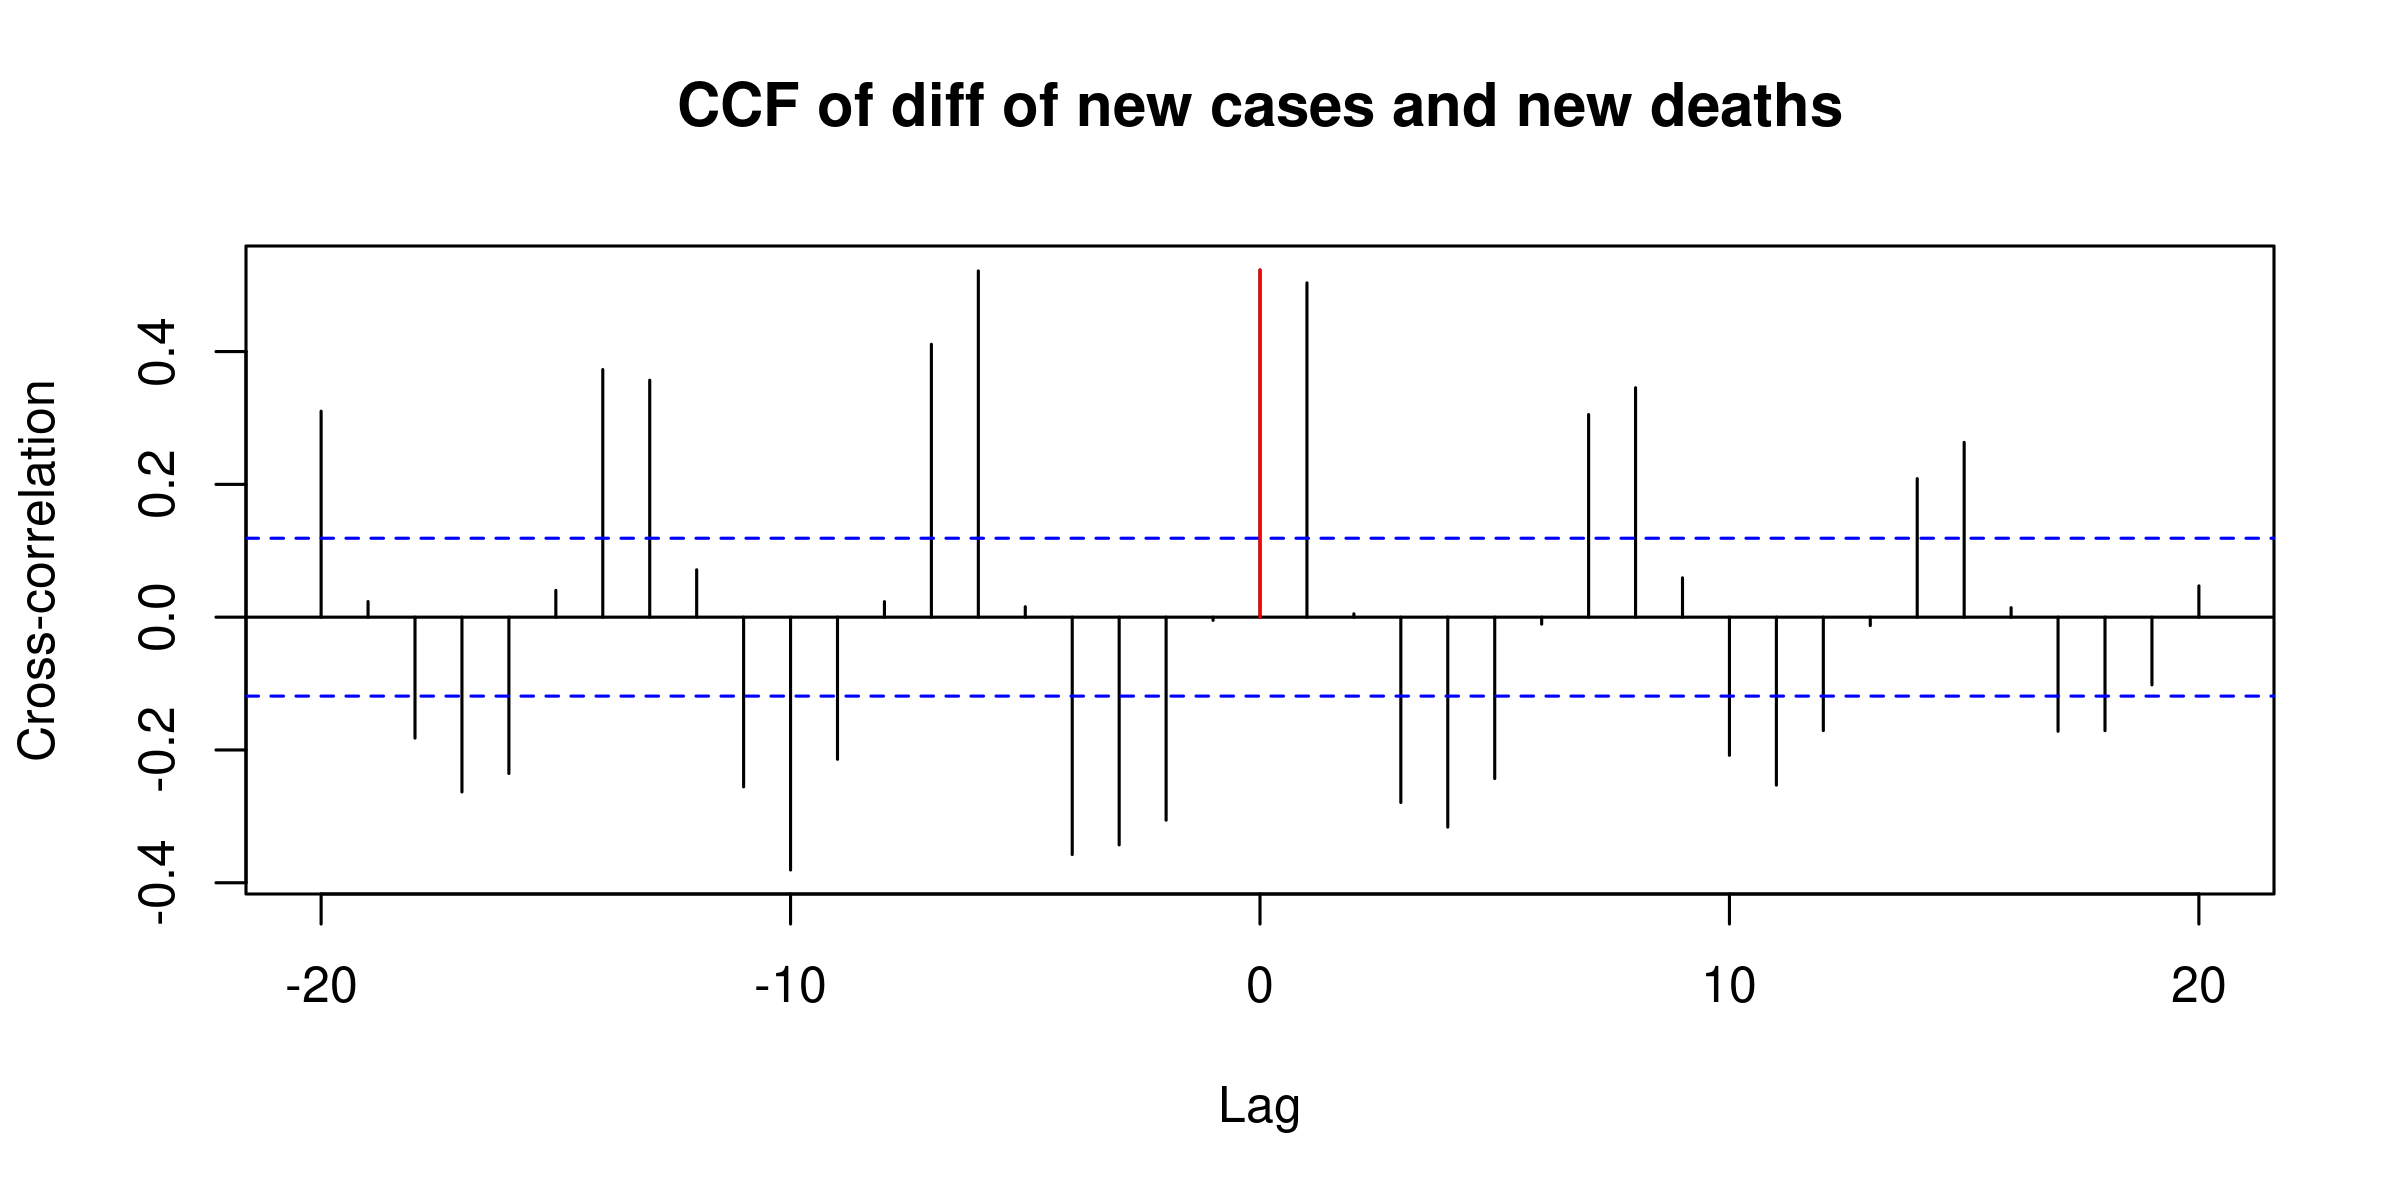 CCF of diff of new cases and new deaths
Cross-correlation
0.4
0.2
0.0
-0.2
-0.4
-20 -10 0 10 20
Lag